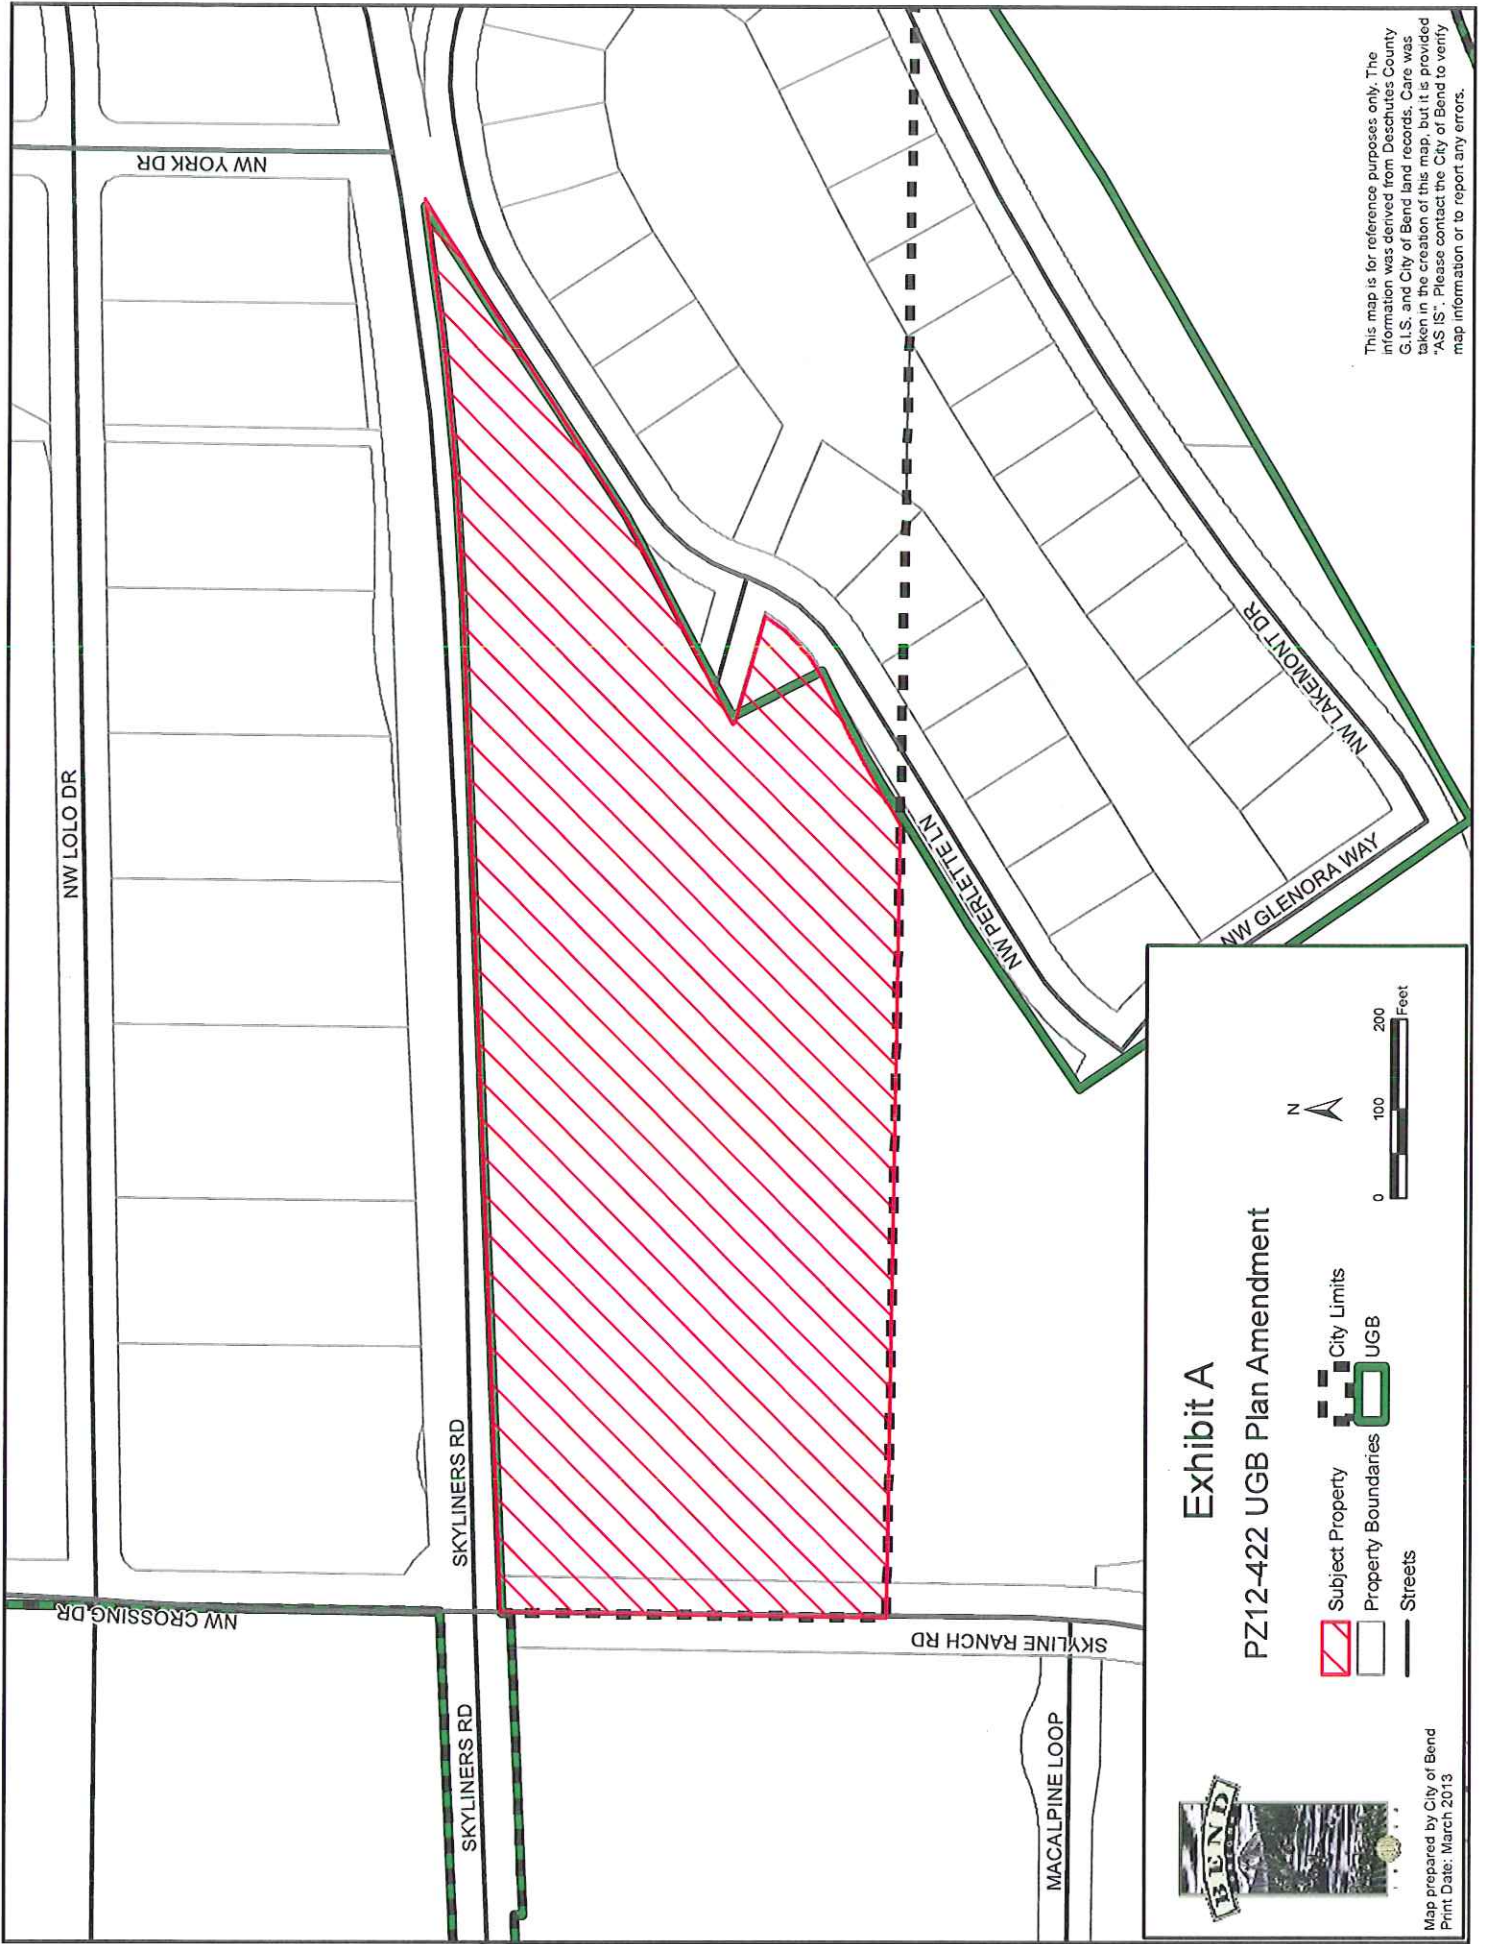 NW LOLO DR
NW YORK DR
NW CROSSING DR
SKYLINERS RD
SKYLINERS RD
SKYLINE RANCH RD
MACALPINE LOOP
NW PERLETTE LN
NW GLENORA WAY
NW LAKEMONT DR
This map is for reference purposes only. The
information was derived from Deschutes County
G.I.S. and City of Bend land records. Care was
taken in the creation of this map, but it is provided
"AS IS". Please contact the City of Bend to verify
map information or to report any errors.
Exhibit A
PZ12-422 UGB Plan Amendment
Subject Property
Property Boundaries
Streets
City Limits
UGB
N
0 100 200
Feet
BEND
Map prepared by City of Bend
Print Date: March 2013